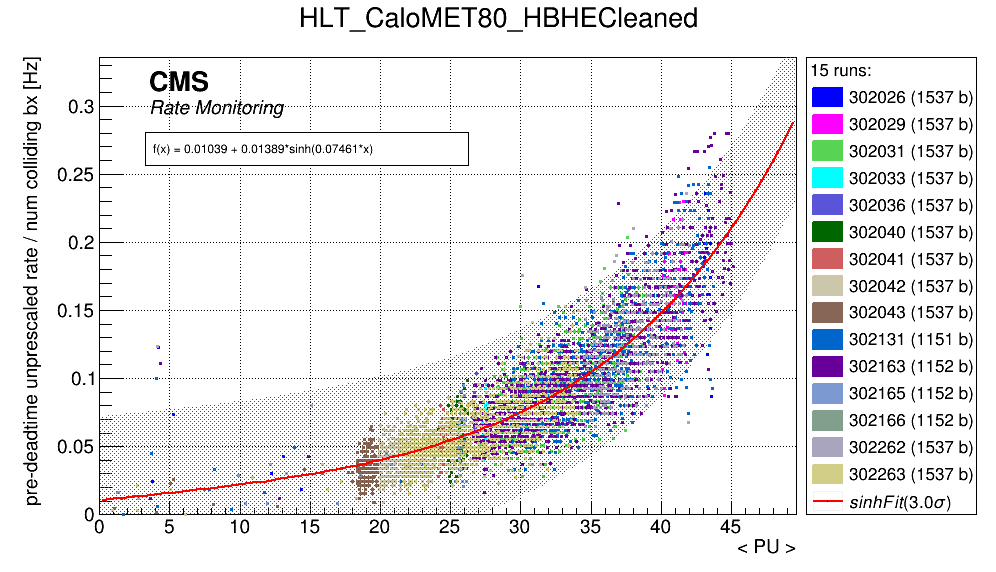 HLT_CaloMET80_HBHECleaned
pre-deadtime unprescaled rate / num colliding bx [Hz]
CMS
Rate Monitoring
f(x) = 0.01039 + 0.01389*sinh(0.07461*x)
0.3
0.25
0.2
0.15
0.1
0.05
0
0 5 10 15 20 25 30 35 40 45
< PU >
15 runs:
302026 (1537 b)
302029 (1537 b)
302031 (1537 b)
302033 (1537 b)
302036 (1537 b)
302040 (1537 b)
302041 (1537 b)
302042 (1537 b)
302043 (1537 b)
302131 (1151 b)
302163 (1152 b)
302165 (1152 b)
302166 (1152 b)
302262 (1537 b)
302263 (1537 b)
sinhFit(3.0σ)